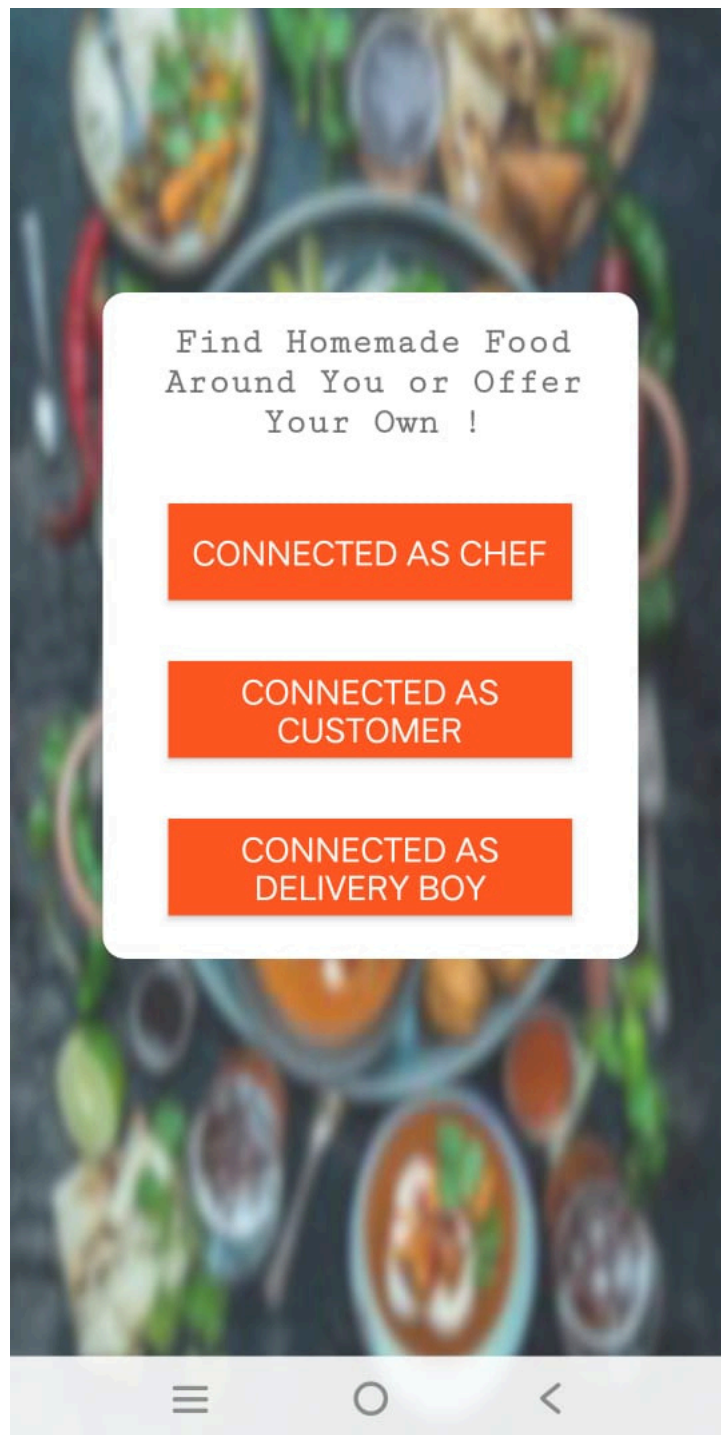 Find Homemade Food
Around You or Offer
Your Own !
CONNECTED AS CHEF
CONNECTED AS
CUSTOMER
CONNECTED AS
DELIVERY BOY